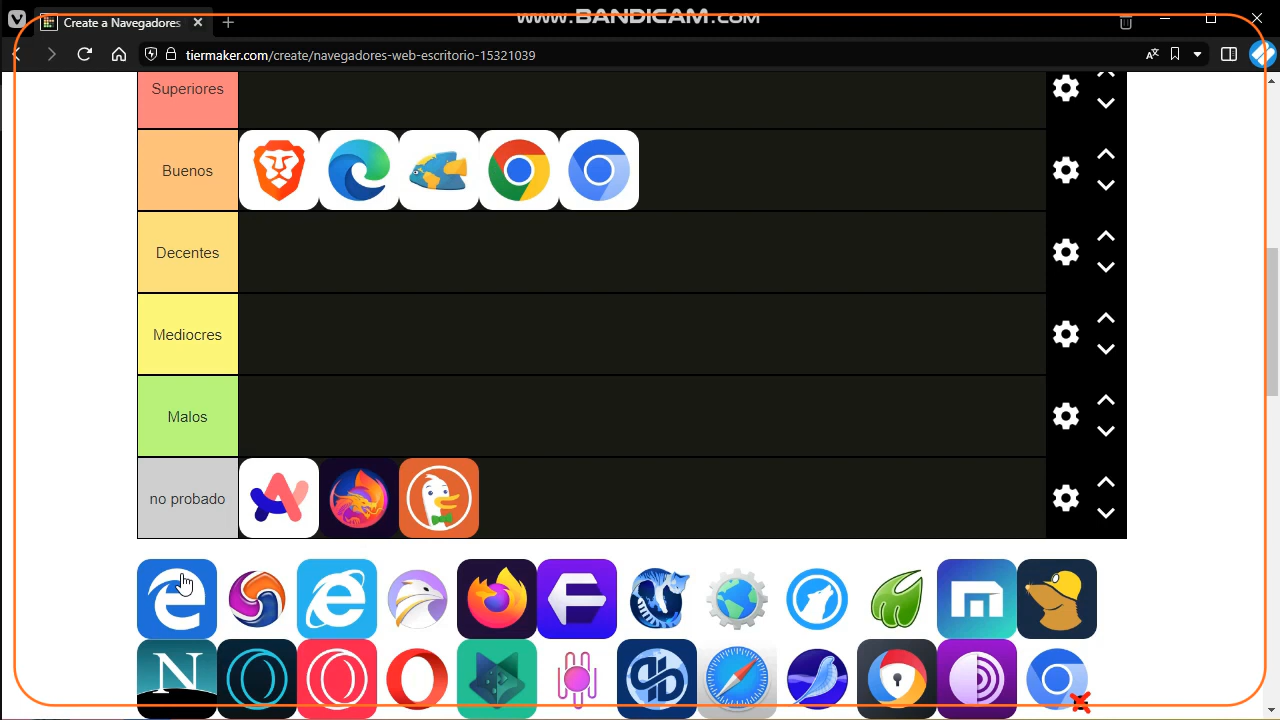 www.BANDICAM.com
Create a Navegadores
tiermaker.com/create/navegadores-web-escritorio-15321039
Superiores
Buenos
Decentes
Mediocres
Malos
no probado